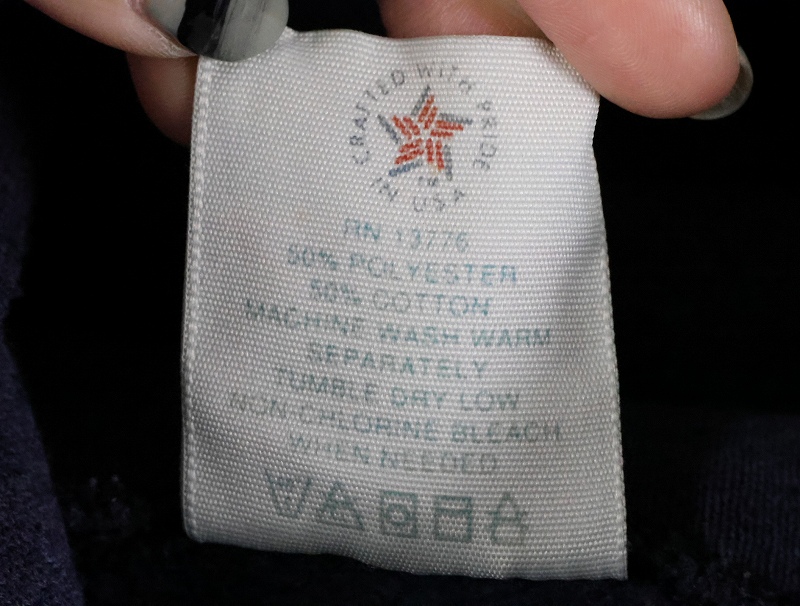 CRAFTED WITH PRIDE
IN USA
RN 13776
50% POLYESTER
50% COTTON
MACHINE WASH WARM
SEPARATELY
TUMBLE DRY LOW
NON-CHLORINE BLEACH
WHEN NEEDED